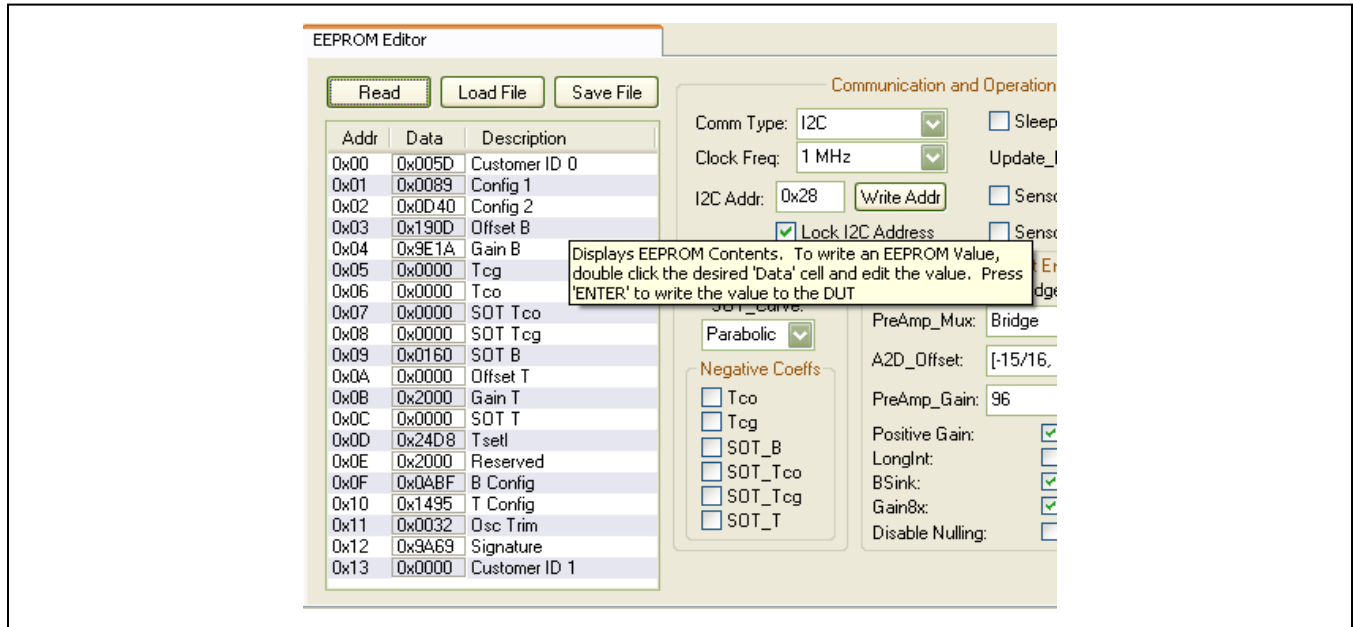 EEPROM Editor
Read Load File Save File
Addr Data Description
0x00 0x005D Customer ID 0
0x01 0x0089 Config 1
0x02 0x0D40 Config 2
0x03 0x190D Offset B
0x04 0x9E1A Gain B
0x05 0x0000 Tcg
0x06 0x0000 Tco
0x07 0x0000 SOT Tco
0x08 0x0000 SOT Tcg
0x09 0x0160 SOT B
0x0A 0x0000 Offset T
0x0B 0x2000 Gain T
0x0C 0x0000 SOT T
0x0D 0x24D8 Tsetl
0x0E 0x2000 Reserved
0x0F 0x0ABF B Config
0x10 0x1495 T Config
0x11 0x0032 Osc Trim
0x12 0x9A69 Signature
0x13 0x0000 Customer ID 1
Communication and Operation
Comm Type: I2C Sleep
Clock Freq: 1 MHz Update_
I2C Addr: 0x28 Write Addr Senso
Lock I2C Address Senso
Displays EEPROM Contents. To write an EEPROM Value,
double click the desired 'Data' cell and edit the value. Press
'ENTER' to write the value to the DUT
SOT_Curve:
Parabolic
Negative Coeffs
Tco
Tcg
SOT_B
SOT_Tco
SOT_Tcg
SOT_T
PreAmp_Mux: Bridge
A2D_Offset: [-15/16,
PreAmp_Gain: 96
Positive Gain:
LongInt:
BSink:
Gain8x:
Disable Nulling: